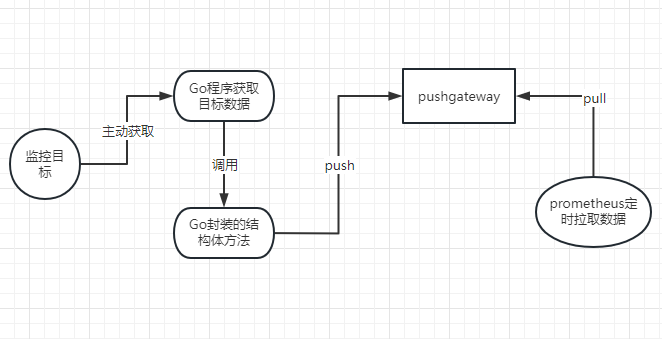 监控目
标
主动获取
Go程序获取
目标数据
调用
Go封装的结
构体方法
push
pushgateway
pull
prometheus定
时拉取数据